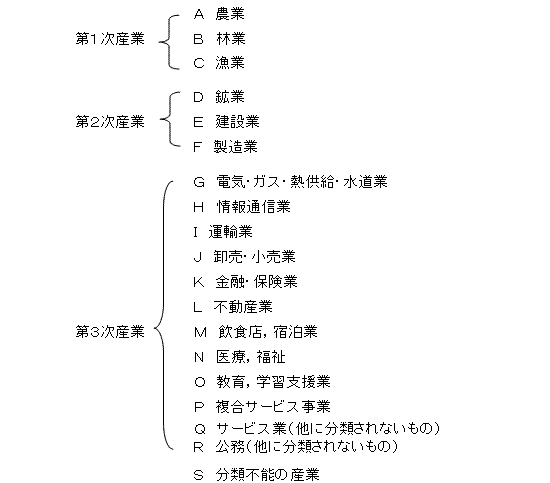 第1次産業
A 農業
B 林業
C 漁業
第2次産業
D 鉱業
E 建設業
F 製造業
第3次産業
G 電気・ガス・熱供給・水道業
H 情報通信業
I 運輸業
J 卸売・小売業
K 金融・保険業
L 不動産業
M 飲食店，宿泊業
N 医療，福祉
O 教育，学習支援業
P 複合サービス事業
Q サービス業（他に分類されないもの）
R 公務（他に分類されないもの）
S 分類不能の産業